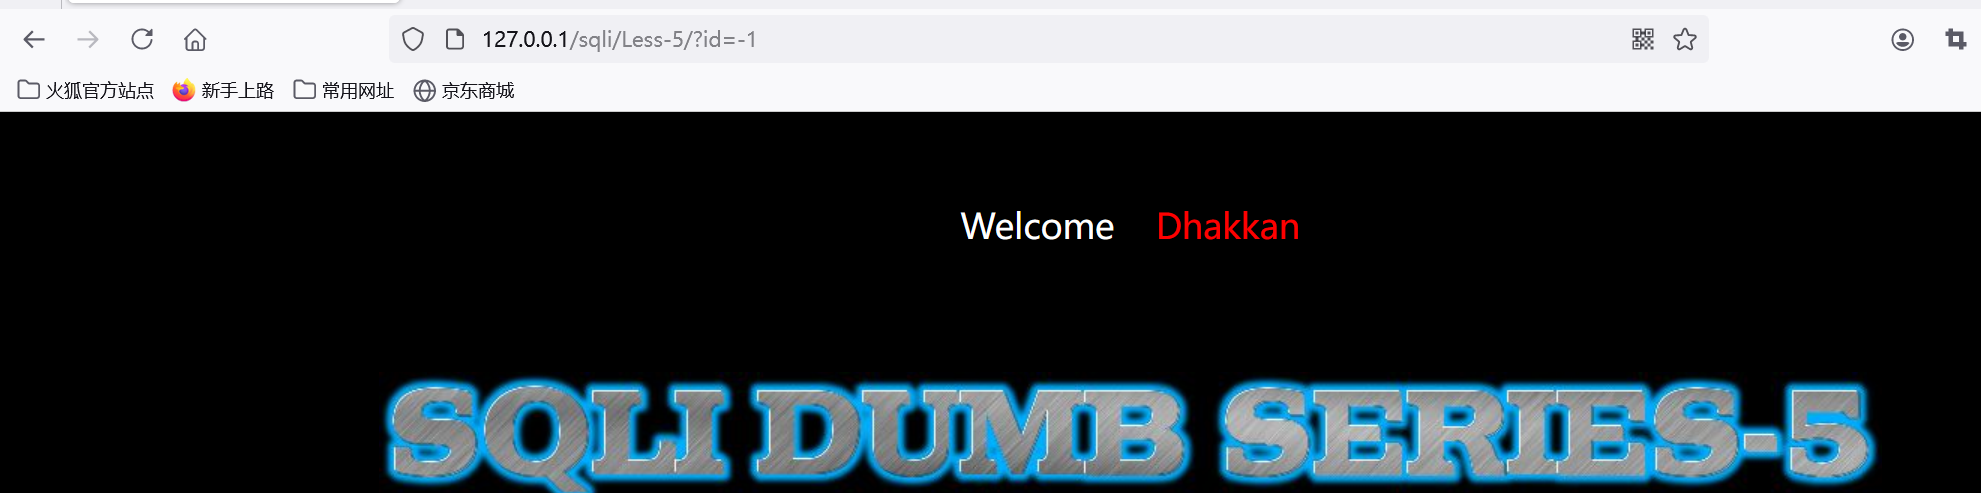 127.0.0.1/sqli/Less-5/?id=-1
火狐官方站点 新手上路 常用网址 京东商城
Welcome Dhakkan
SQLI DUMB SERIES-5